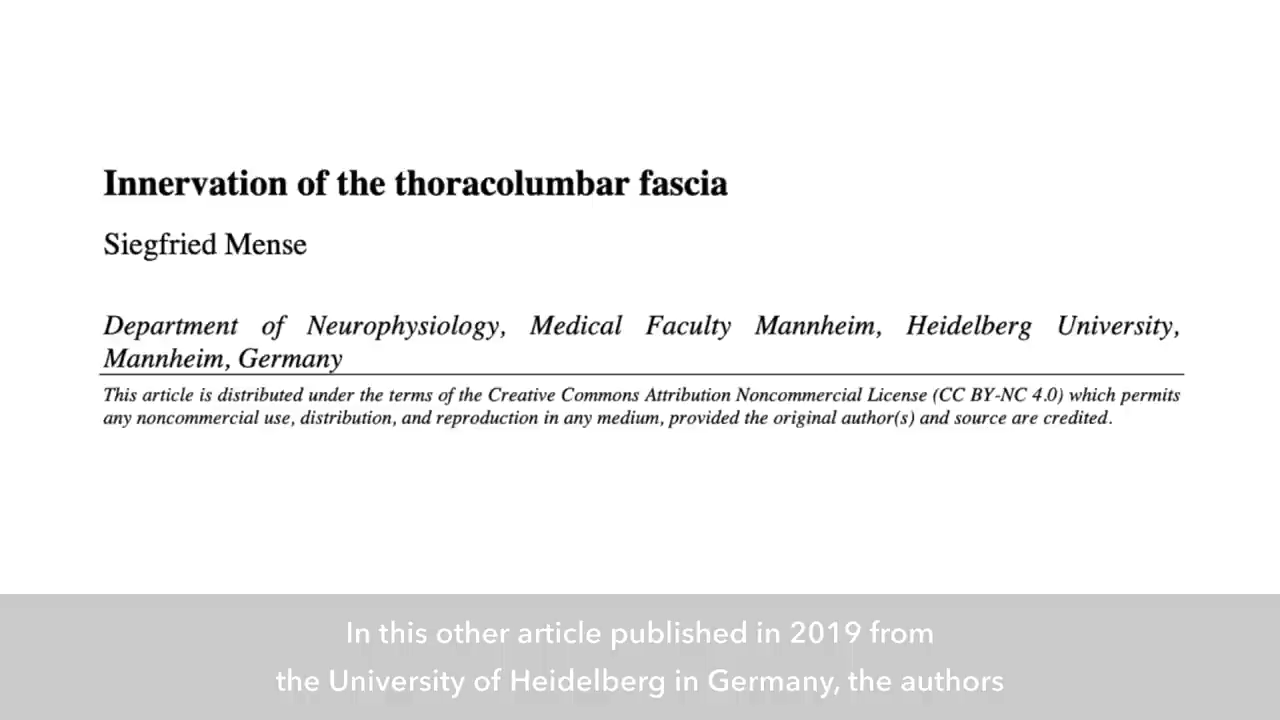 Innervation of the thoracolumbar fascia
Siegfried Mense
Department of Neurophysiology, Medical Faculty Mannheim, Heidelberg University,
Mannheim, Germany
This article is distributed under the terms of the Creative Commons Attribution Noncommercial License (CC BY-NC 4.0) which permits
any noncommercial use, distribution, and reproduction in any medium, provided the original author(s) and source are credited.
In this other article published in 2019 from
the University of Heidelberg in Germany, the authors